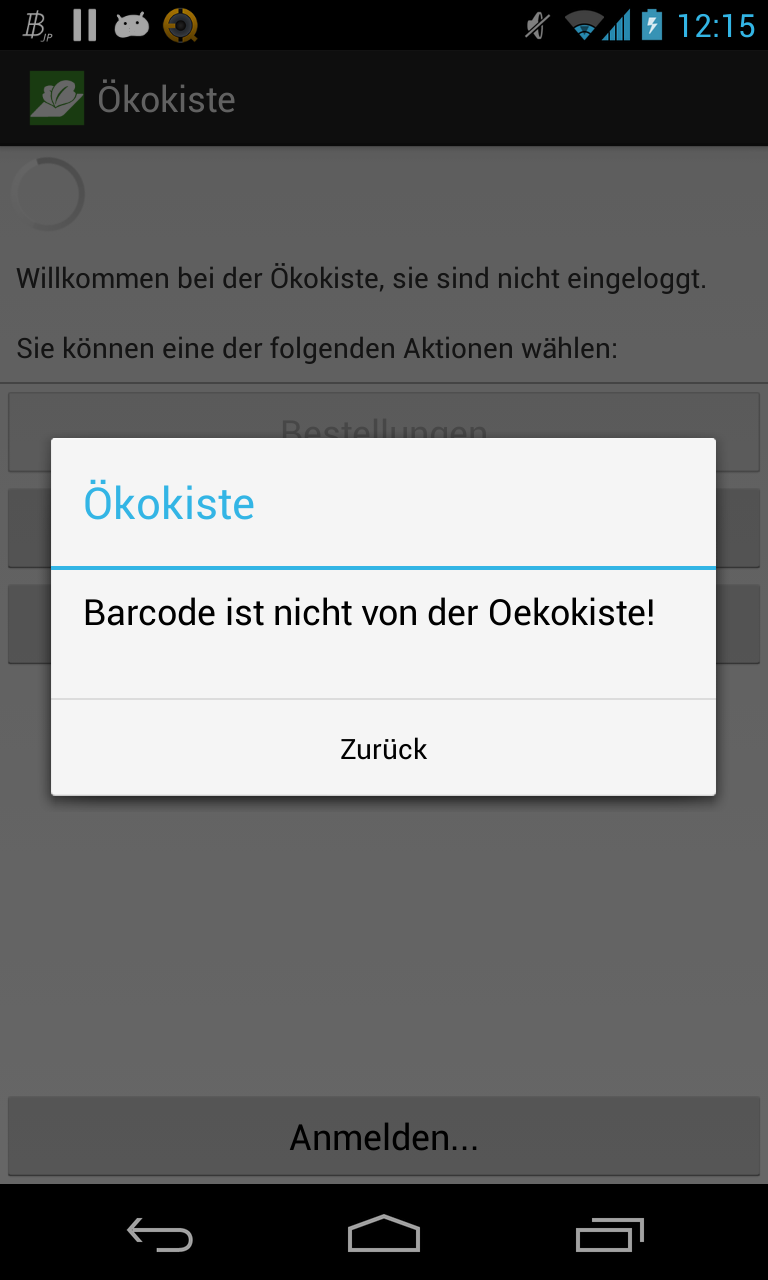 12:15
Ökokiste
Willkommen bei der Ökokiste, sie sind nicht eingeloggt.
Sie können eine der folgenden Aktionen wählen:
Bestellungen
Ökokiste
Barcode ist nicht von der Oekokiste!
Zurück
Anmelden...